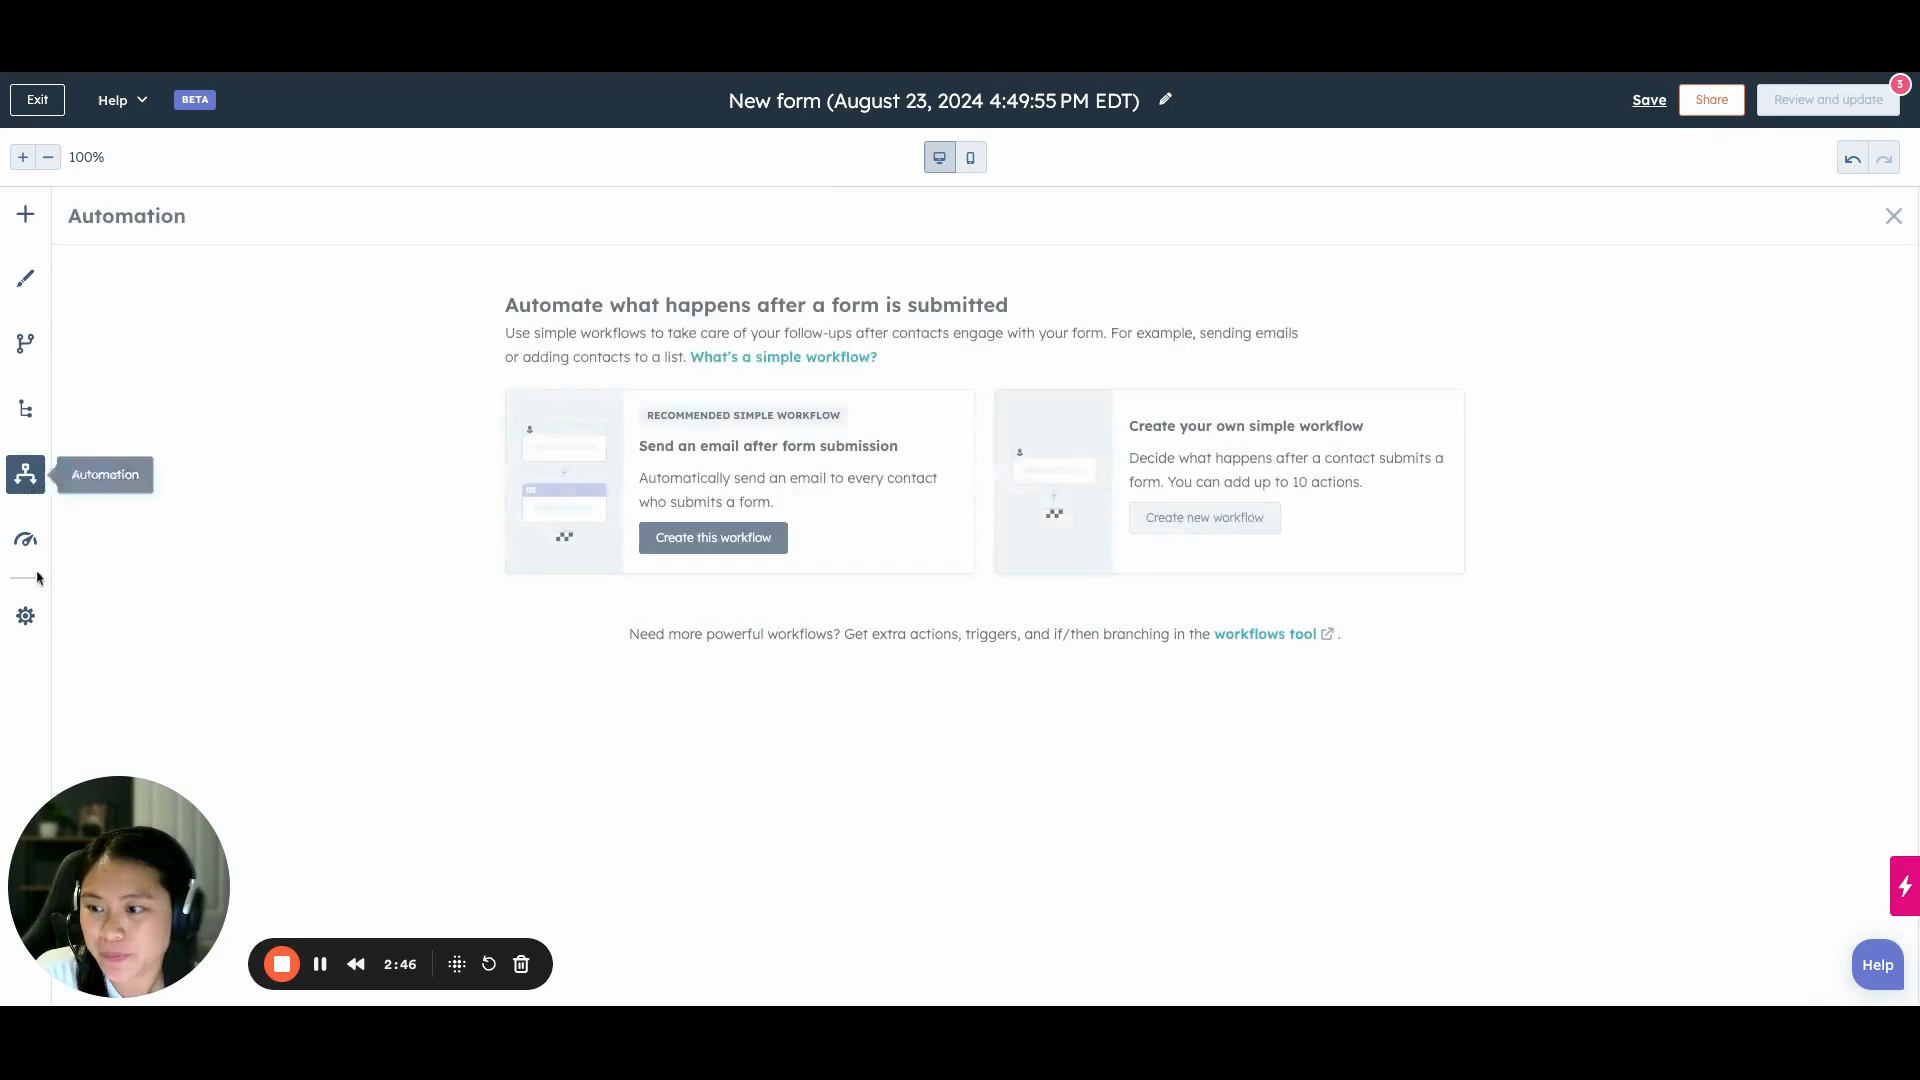 Exit
Help
BETA
New form (August 23, 2024 4:49:55 PM EDT)
Save
Share
Review and update
3
100%
Automation
Automate what happens after a form is submitted
Use simple workflows to take care of your follow-ups after contacts engage with your form. For example, sending emails
or adding contacts to a list. What's a simple workflow?
RECOMMENDED SIMPLE WORKFLOW
Send an email after form submission
Automatically send an email to every contact
who submits a form.
Create this workflow
Create your own simple workflow
Decide what happens after a contact submits a
form. You can add up to 10 actions.
Create new workflow
Automation
Need more powerful workflows? Get extra actions, triggers, and if/then branching in the workflows tool .
2:46
Help